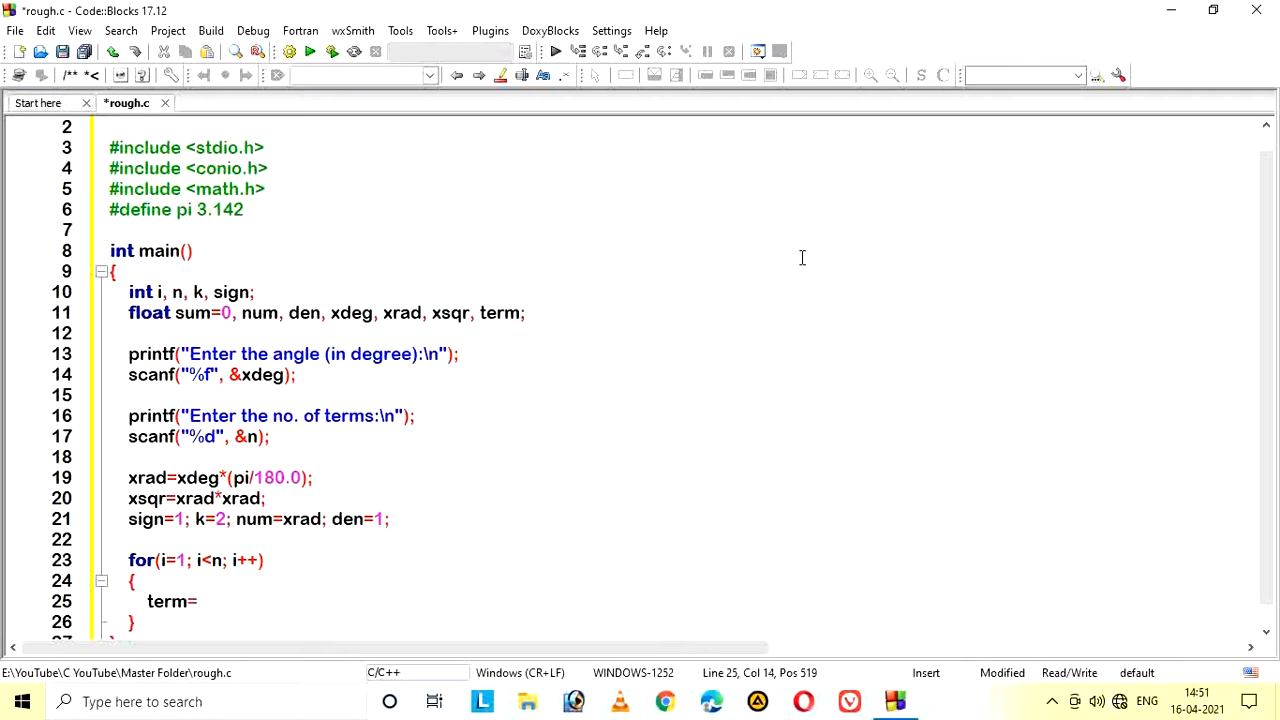 *rough.c - Code::Blocks 17.12
File Edit View Search Project Build Debug Fortran wxSmith Tools Tools+ Plugins DoxyBlocks Settings Help
/** *<
S C
Start here *rough.c
2
3 #include <stdio.h>
4 #include <conio.h>
5 #include <math.h>
6 #define pi 3.142
7
8 int main()
9 {
10 int i, n, k, sign;
11 float sum=0, num, den, xdeg, xrad, xsqr, term;
12
13 printf("Enter the angle (in degree):\n");
14 scanf("%f", &xdeg);
15
16 printf("Enter the no. of terms:\n");
17 scanf("%d", &n);
18
19 xrad=xdeg*(pi/180.0);
20 xsqr=xrad*xrad;
21 sign=1; k=2; num=xrad; den=1;
22
23 for(i=1; i<n; i++)
24 {
25 term=
26 }
27 }
E:\YouTube\C YouTube\Master Folder\rough.c C/C++ Windows (CR+LF) WINDOWS-1252 Line 25, Col 14, Pos 519 Insert Modified Read/Write default
Type here to search L ENG 14:51
16-04-2021